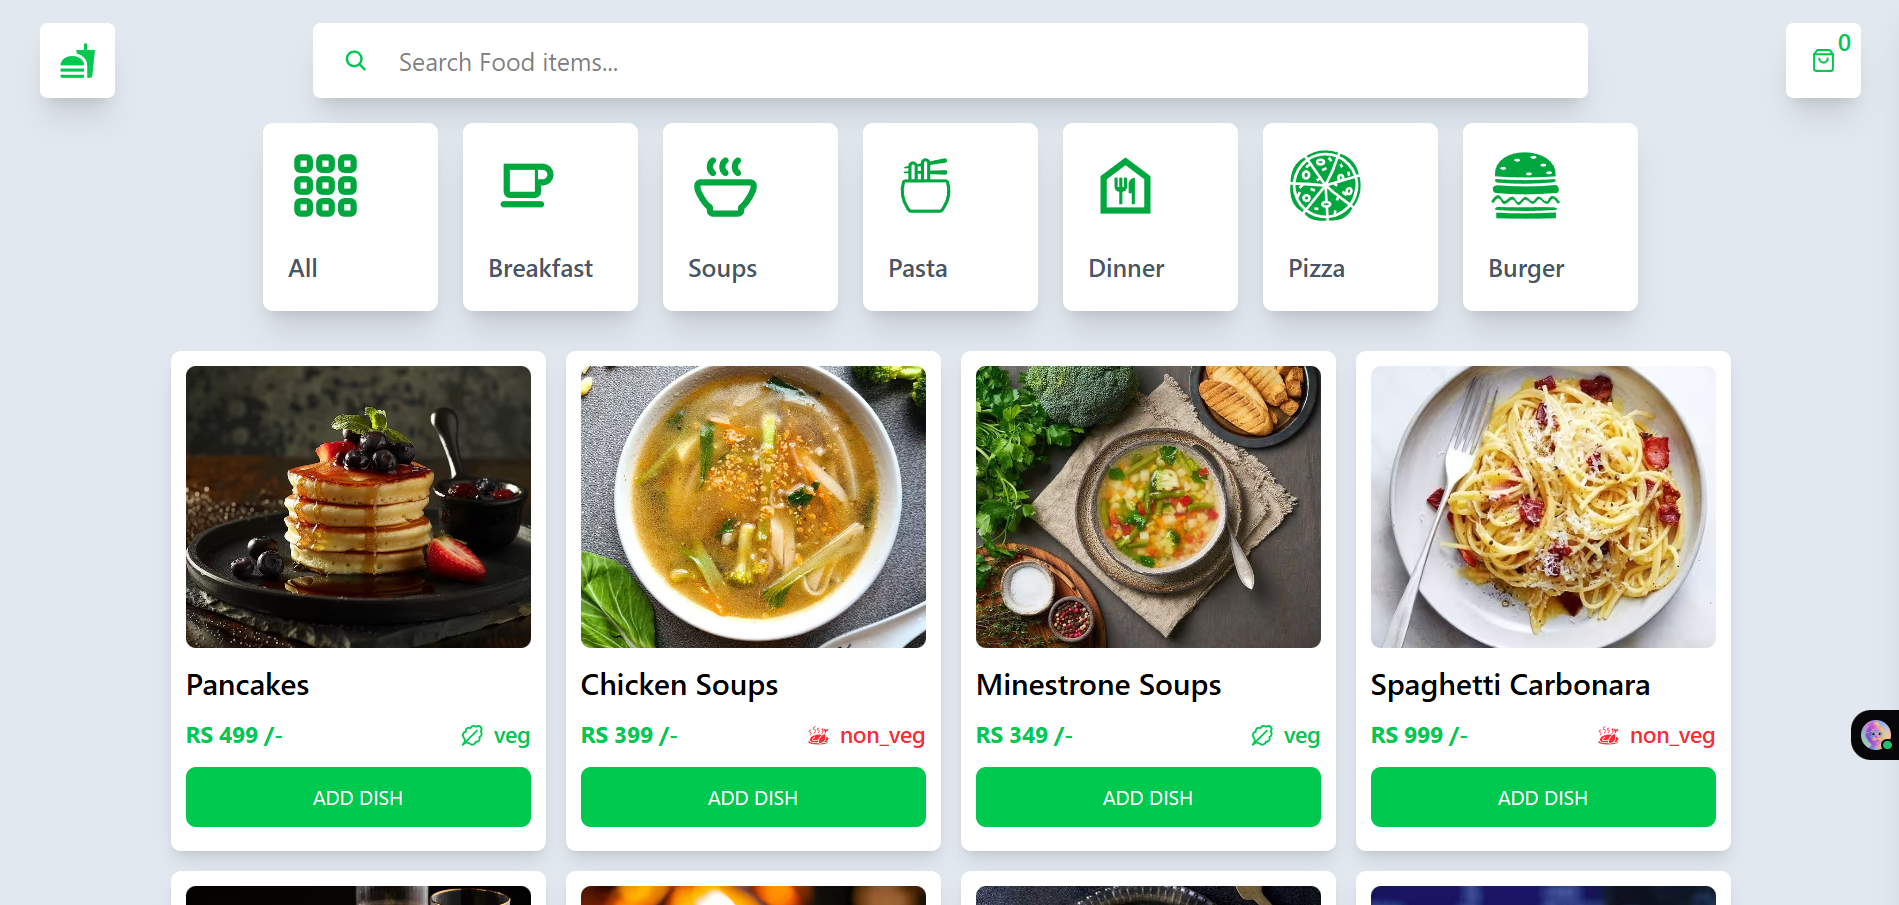 Search Food items...
0
All
Breakfast
Soups
Pasta
Dinner
Pizza
Burger
Pancakes
RS 499 /-
veg
ADD DISH
Chicken Soups
RS 399 /-
non_veg
ADD DISH
Minestrone Soups
RS 349 /-
veg
ADD DISH
Spaghetti Carbonara
RS 999 /-
non_veg
ADD DISH